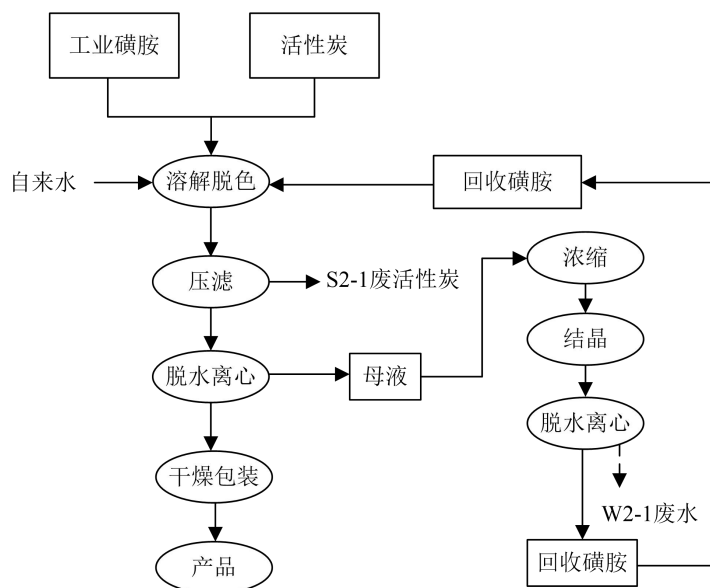 工业磺胺
活性炭
自来水
溶解脱色
回收磺胺
压滤
S2-1废活性炭
浓缩
结晶
脱水离心
母液
脱水离心
干燥包装
W2-1废水
产品
回收磺胺